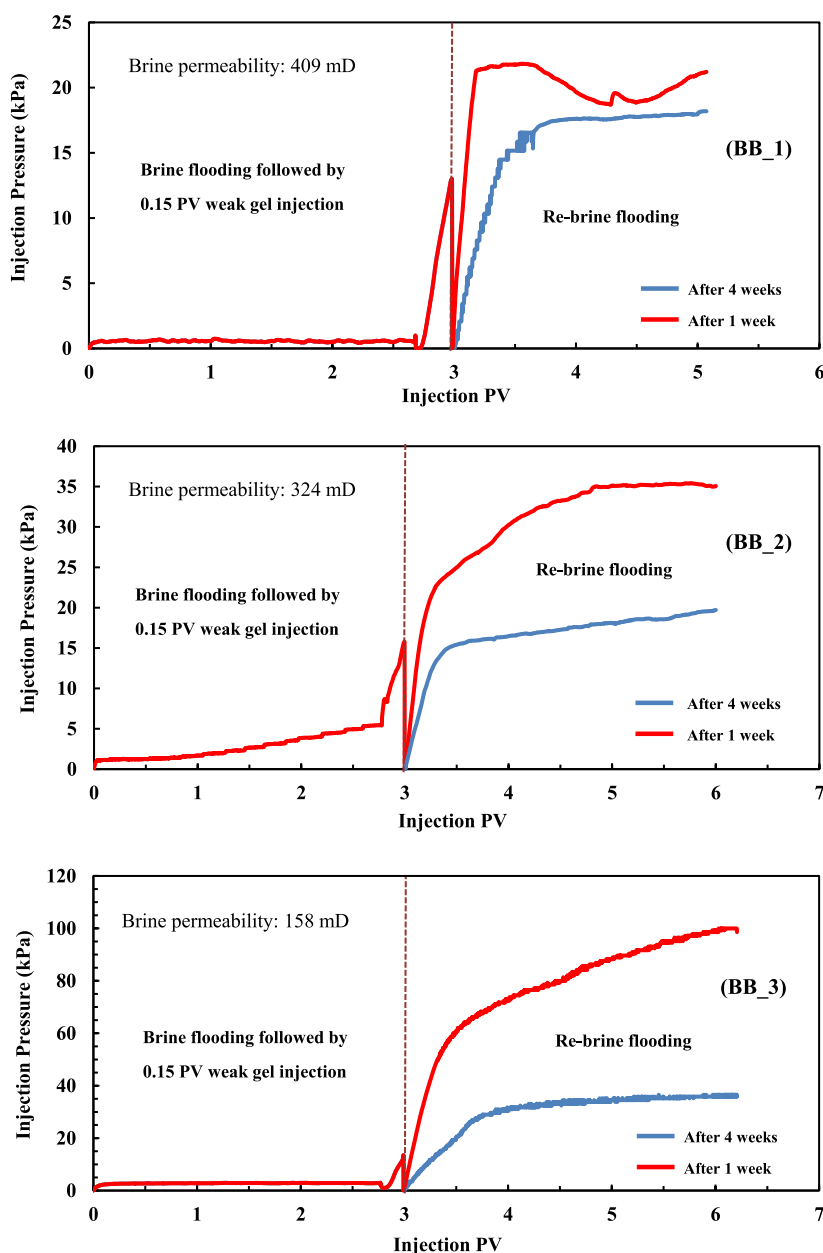 25
20
15
10
5
0
Injection Pressure (kPa)
Brine permeability: 409 mD
Brine flooding followed by
0.15 PV weak gel injection
(BB_1)
Re-brine flooding
After 4 weeks
After 1 week
0 1 2 3 4 5 6
Injection PV
40
35
30
25
20
15
10
5
0
Injection Pressure (kPa)
Brine permeability: 324 mD
Brine flooding followed by
0.15 PV weak gel injection
(BB_2)
Re-brine flooding
After 4 weeks
After 1 week
0 1 2 3 4 5 6 7
Injection PV
120
100
80
60
40
20
0
Injection Pressure (kPa)
Brine permeability: 158 mD
Brine flooding followed by
0.15 PV weak gel injection
(BB_3)
Re-brine flooding
After 4 weeks
After 1 week
0 1 2 3 4 5 6 7
Injection PV